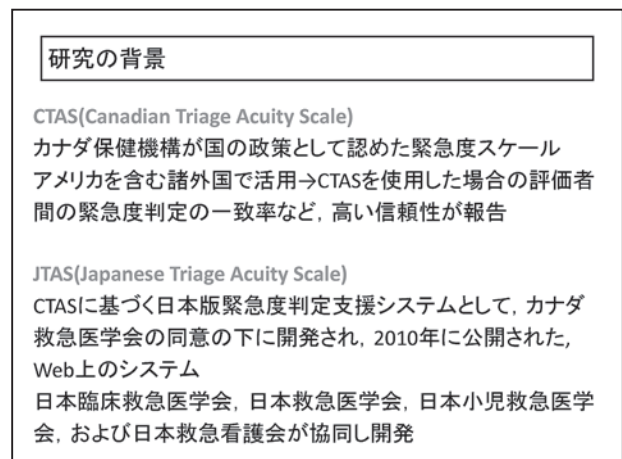 研究の背景
CTAS(Canadian Triage Acuity Scale)
カナダ保健機構が国の政策として認めた緊急度スケール
アメリカを含む諸外国で活用→CTASを使用した場合の評価者
間の緊急度判定の一致率など，高い信頼性が報告
JTAS(Japanese Triage Acuity Scale)
CTASに基づく日本版緊急度判定支援システムとして，カナダ
救急医学会の同意の下に開発され，2010年に公開された，
Web上のシステム
日本臨床救急医学会，日本救急医学会，日本小児救急医学
会，および日本救急看護会が協同し開発